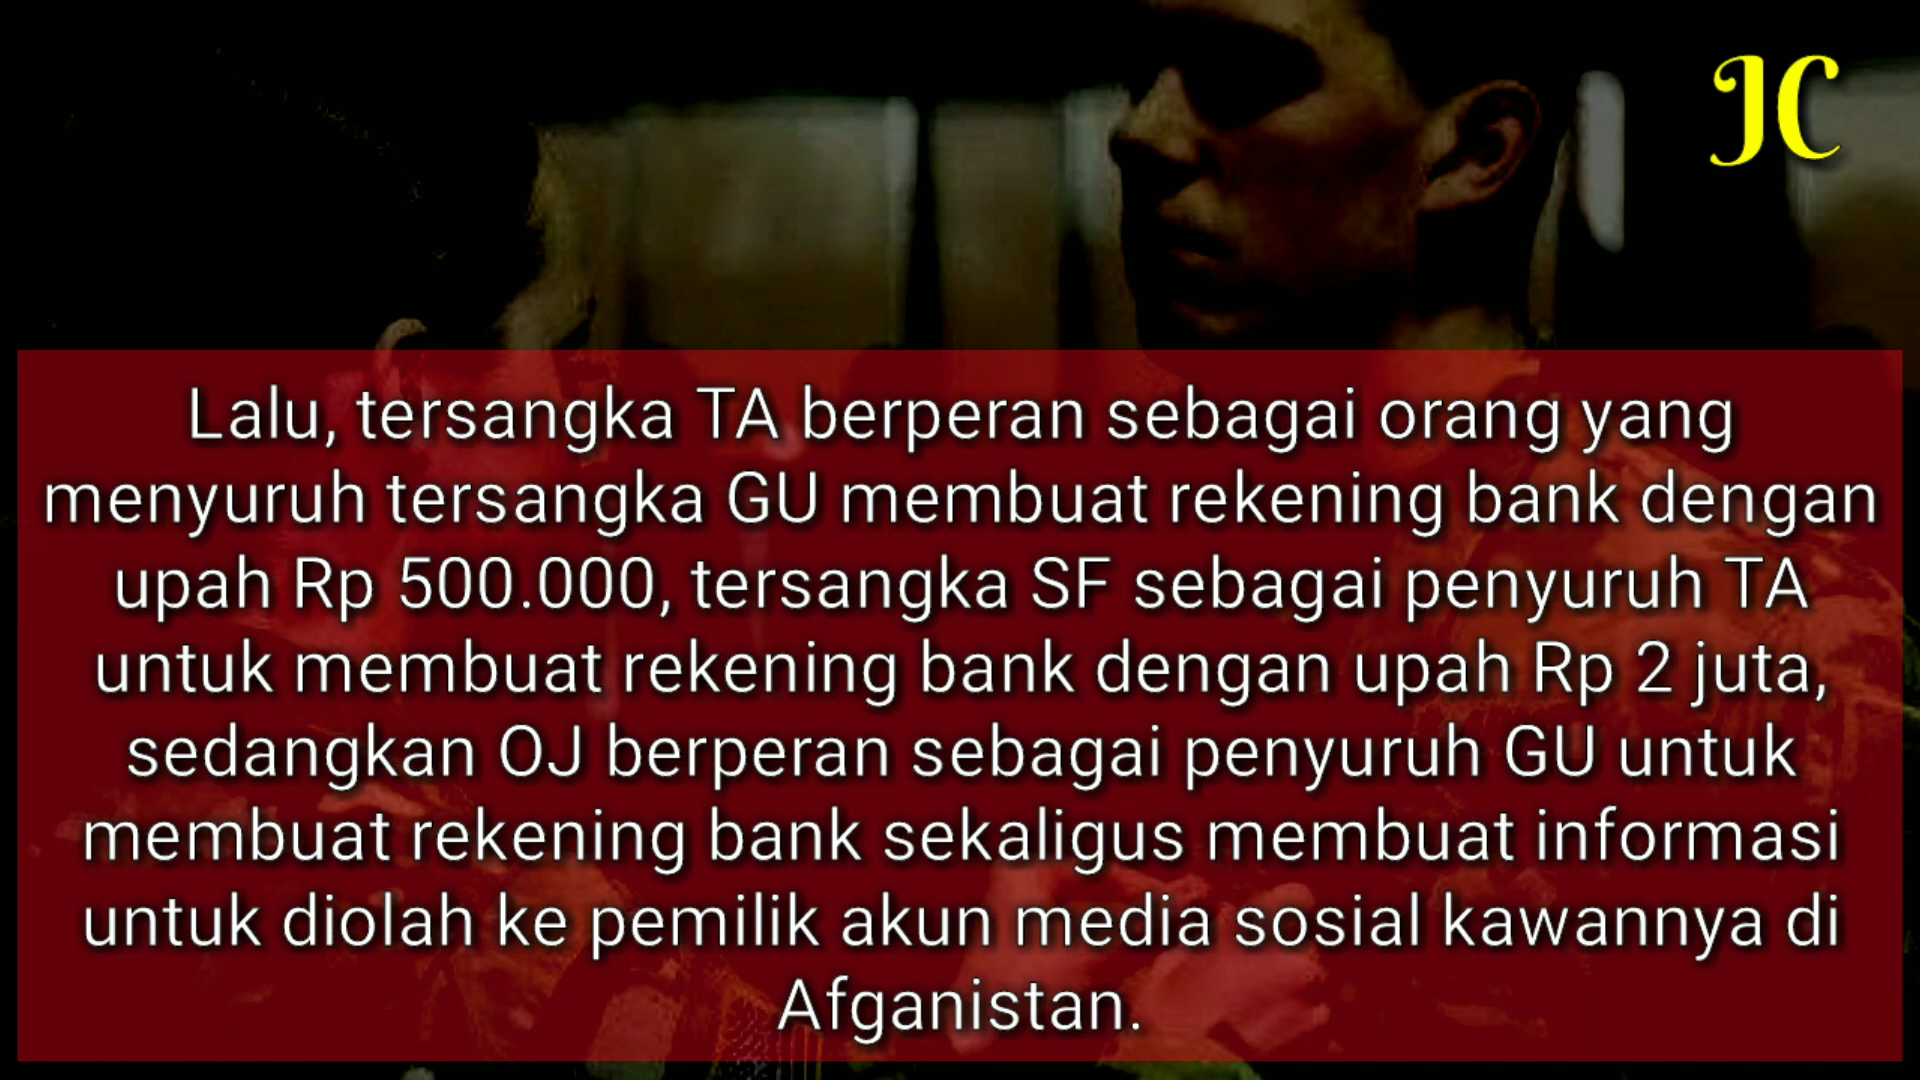 JC
Lalu, tersangka TA berperan sebagai orang yang
menyuruh tersangka GU membuat rekening bank dengan
upah Rp 500.000, tersangka SF sebagai penyuruh TA
untuk membuat rekening bank dengan upah Rp 2 juta,
sedangkan OJ berperan sebagai penyuruh GU untuk
membuat rekening bank sekaligus membuat informasi
untuk diolah ke pemilik akun media sosial kawannya di
Afganistan.